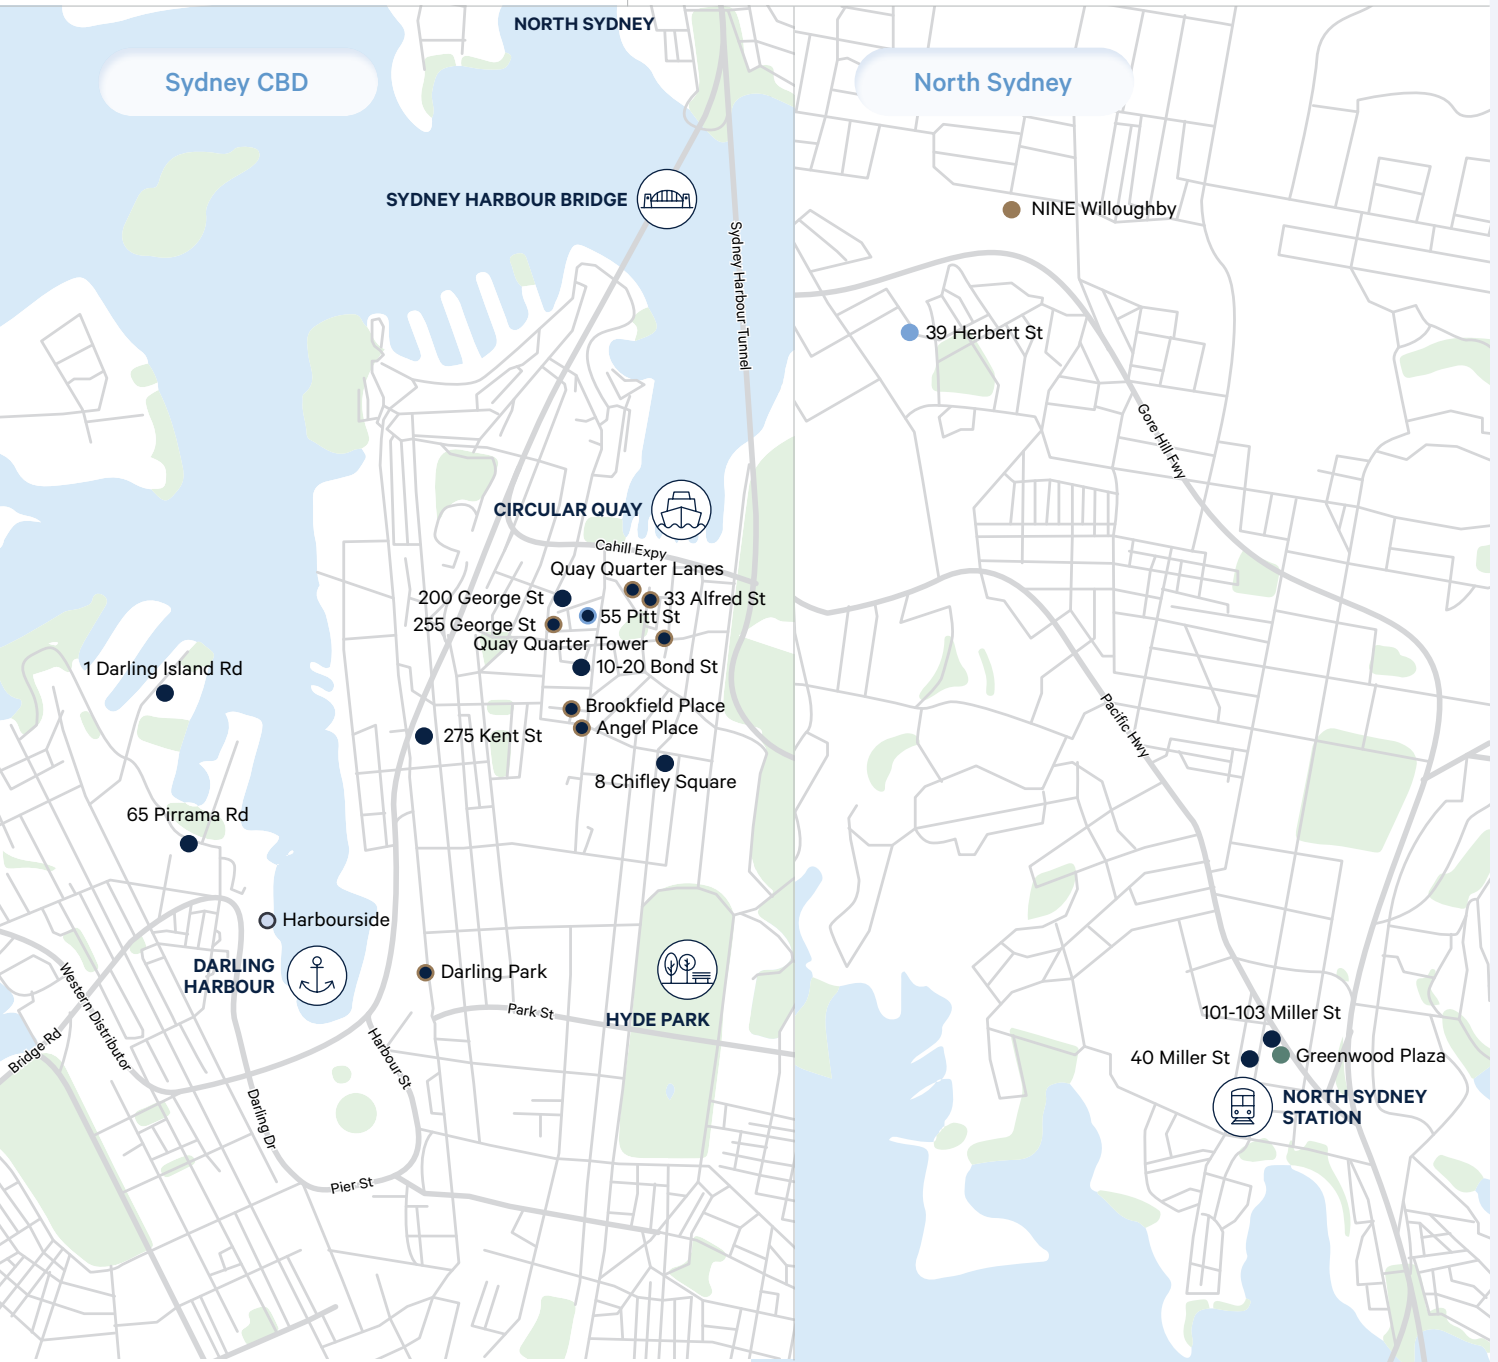 NORTH SYDNEY
Sydney CBD
SYDNEY HARBOUR BRIDGE
Sydney Harbour Tunnel
CIRCULAR QUAY
Cahill Expy
Quay Quarter Lanes
200 George St
33 Alfred St
55 Pitt St
255 George St
Quay Quarter Tower
10-20 Bond St
1 Darling Island Rd
Brookfield Place
Angel Place
275 Kent St
8 Chifley Square
65 Pirrama Rd
Harbourside
DARLING
HARBOUR
Darling Park
Park St
HYDE PARK
Western Distributor
Bridge Rd
Harbour St
Darling Dr
Pier St
North Sydney
NINE Willoughby
39 Herbert St
Gore Hill Fwy
Pacific Hwy
101-103 Miller St
40 Miller St
Greenwood Plaza
NORTH SYDNEY
STATION